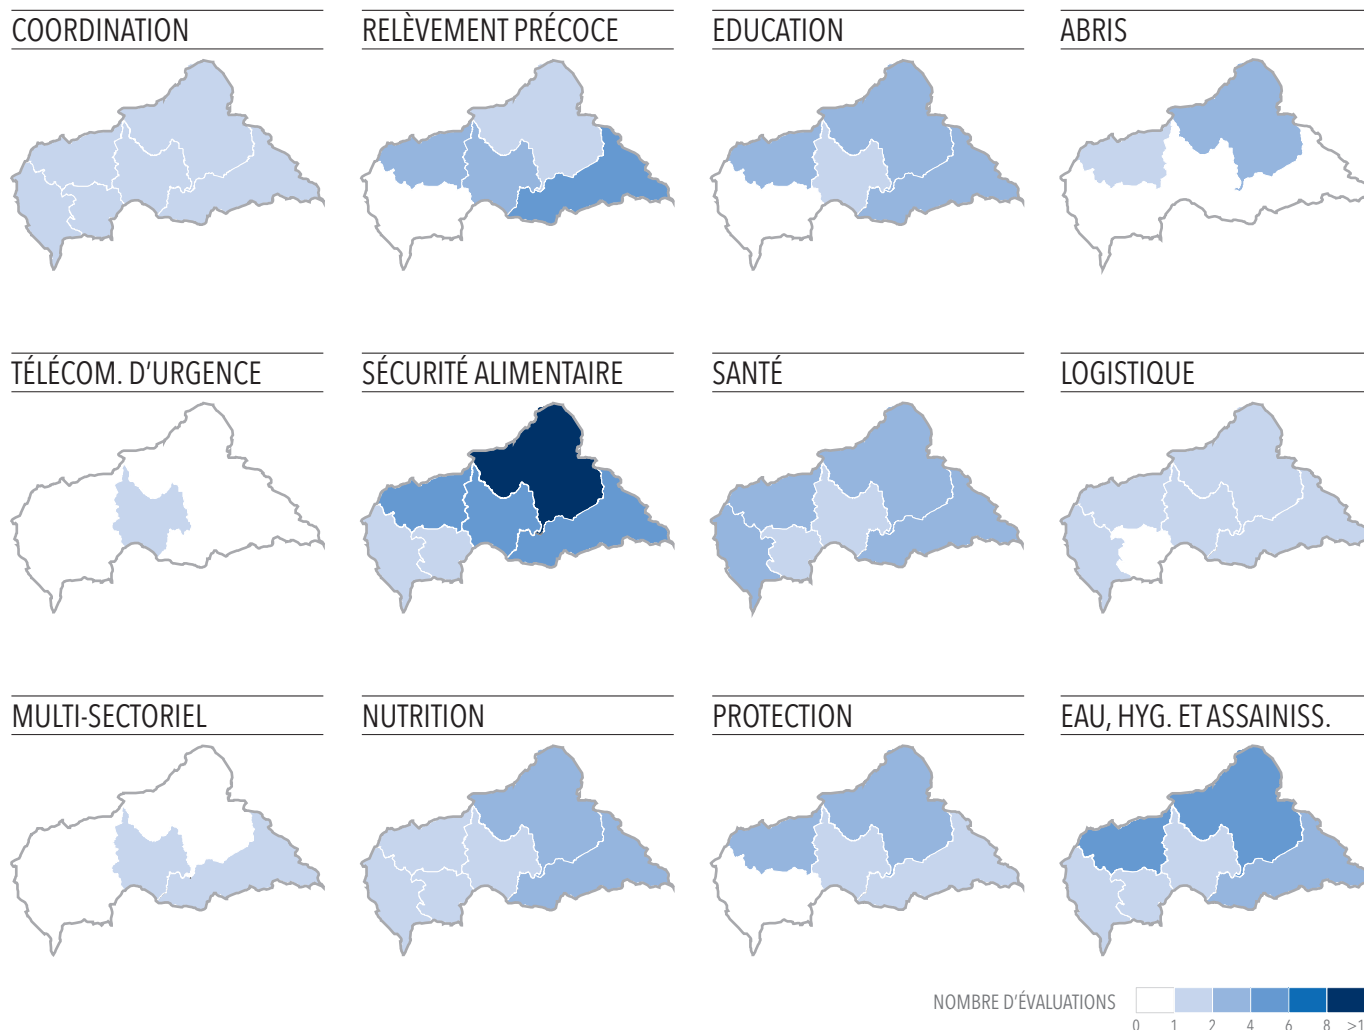 COORDINATION
RELÈVEMENT PRÉCOCE
EDUCATION
ABRIS
TÉLÉCOM. D'URGENCE
SÉCURITÉ ALIMENTAIRE
SANTÉ
LOGISTIQUE
MULTI-SECTORIEL
NUTRITION
PROTECTION
EAU, HYG. ET ASSAINISS.
NOMBRE D'ÉVALUATIONS
0 1 2 4 6 8